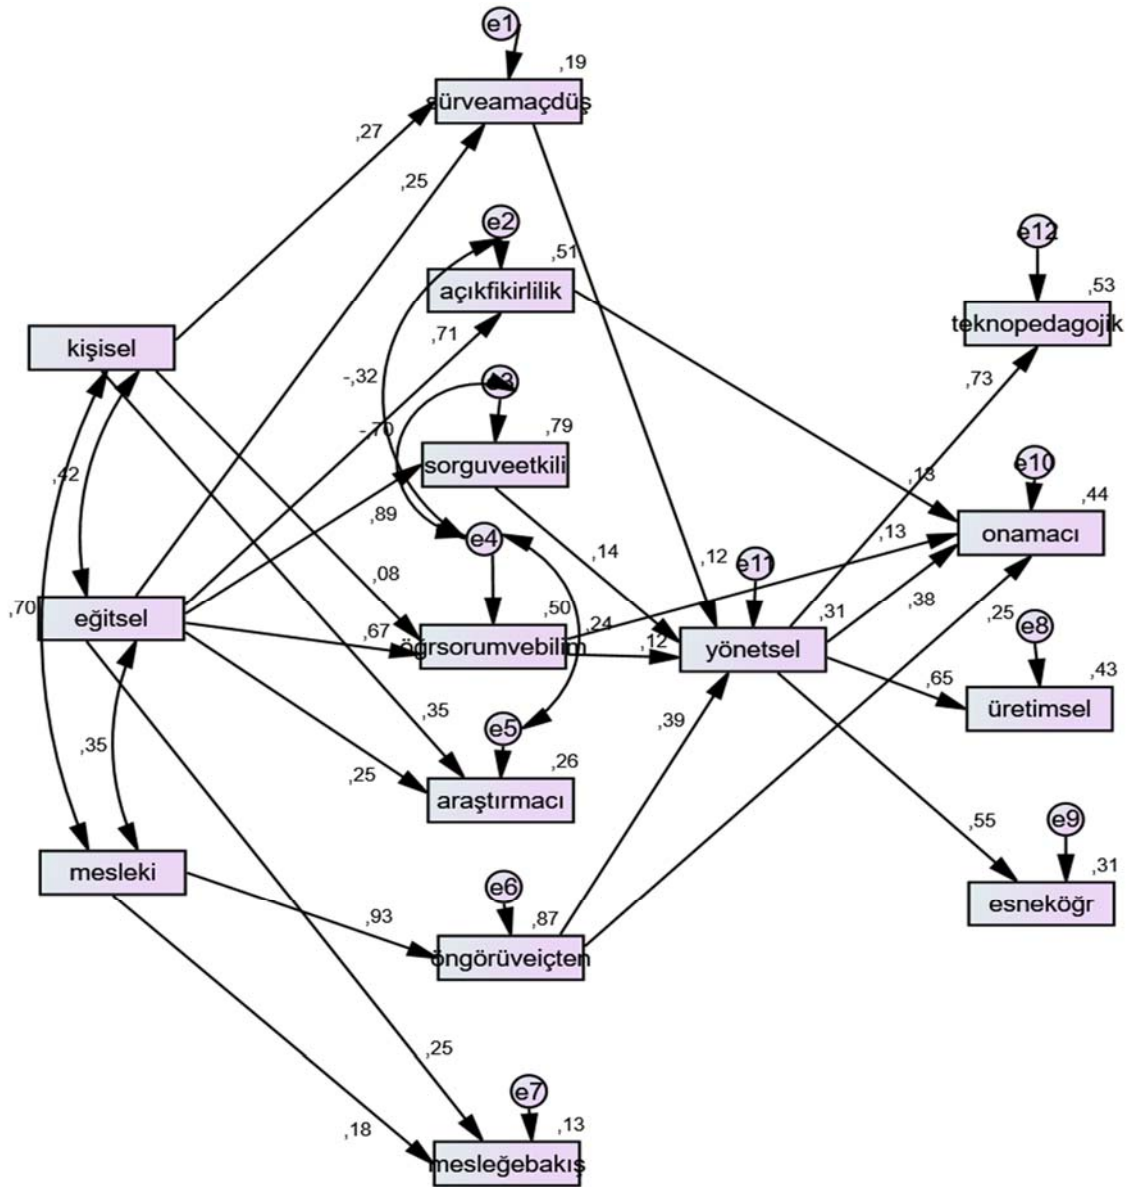 e1
,19
sürveamaçdüş
,27
,25
e2
,51
açıkfikirlilik
e12
,53
teknopedagojik
kişisel
,71
-,32
,73
-,70
,79
sorguveetkili
,42
,89
e4
,13
e10
,44
onamacı
,13
,14
,12
e11
,08
,38
,70
eğitsel
,67
,50
öğrsorumvebilim
,24
,12
,31
yönetsel
,25
e8
,43
üretimsel
,65
,35
,35
e5
,39
,25
,26
araştırmacı
,55
e9
,31
esneköğr
mesleki
e6
,93
,87
öngörüveiçten
,25
e7
,18
,13
mesleğebakış